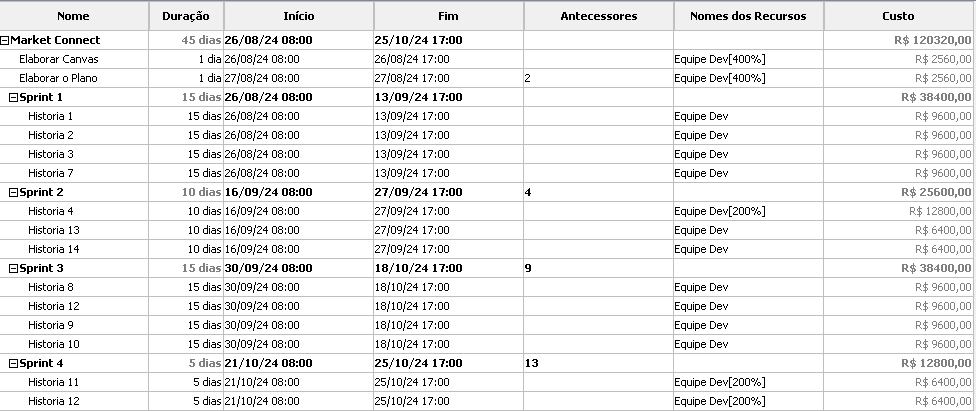 Nome Duração Início Fim Antecessores Nomes dos Recursos Custo
Market Connect 45 dias 26/08/24 08:00 25/10/24 17:00 R$ 120320,00
Elaborar Canvas 1 dia 26/08/24 08:00 26/08/24 17:00 Equipe Dev[400%] R$ 2560,00
Elaborar o Plano 1 dia 27/08/24 08:00 27/08/24 17:00 2 Equipe Dev[400%] R$ 2560,00
Sprint 1 15 dias 26/08/24 08:00 13/09/24 17:00 R$ 38400,00
Historia 1 15 dias 26/08/24 08:00 13/09/24 17:00 Equipe Dev R$ 9600,00
Historia 2 15 dias 26/08/24 08:00 13/09/24 17:00 Equipe Dev R$ 9600,00
Historia 3 15 dias 26/08/24 08:00 13/09/24 17:00 Equipe Dev R$ 9600,00
Historia 7 15 dias 26/08/24 08:00 13/09/24 17:00 Equipe Dev R$ 9600,00
Sprint 2 10 dias 16/09/24 08:00 27/09/24 17:00 4 R$ 25600,00
Historia 4 10 dias 16/09/24 08:00 27/09/24 17:00 Equipe Dev[200%] R$ 12800,00
Historia 13 10 dias 16/09/24 08:00 27/09/24 17:00 Equipe Dev R$ 6400,00
Historia 14 10 dias 16/09/24 08:00 27/09/24 17:00 Equipe Dev R$ 6400,00
Sprint 3 15 dias 30/09/24 08:00 18/10/24 17:00 9 R$ 38400,00
Historia 8 15 dias 30/09/24 08:00 18/10/24 17:00 Equipe Dev R$ 9600,00
Historia 12 15 dias 30/09/24 08:00 18/10/24 17:00 Equipe Dev R$ 9600,00
Historia 9 15 dias 30/09/24 08:00 18/10/24 17:00 Equipe Dev R$ 9600,00
Historia 10 15 dias 30/09/24 08:00 18/10/24 17:00 Equipe Dev R$ 9600,00
Sprint 4 5 dias 21/10/24 08:00 25/10/24 17:00 13 R$ 12800,00
Historia 11 5 dias 21/10/24 08:00 25/10/24 17:00 Equipe Dev[200%] R$ 6400,00
Historia 12 5 dias 21/10/24 08:00 25/10/24 17:00 Equipe Dev[200%] R$ 6400,00